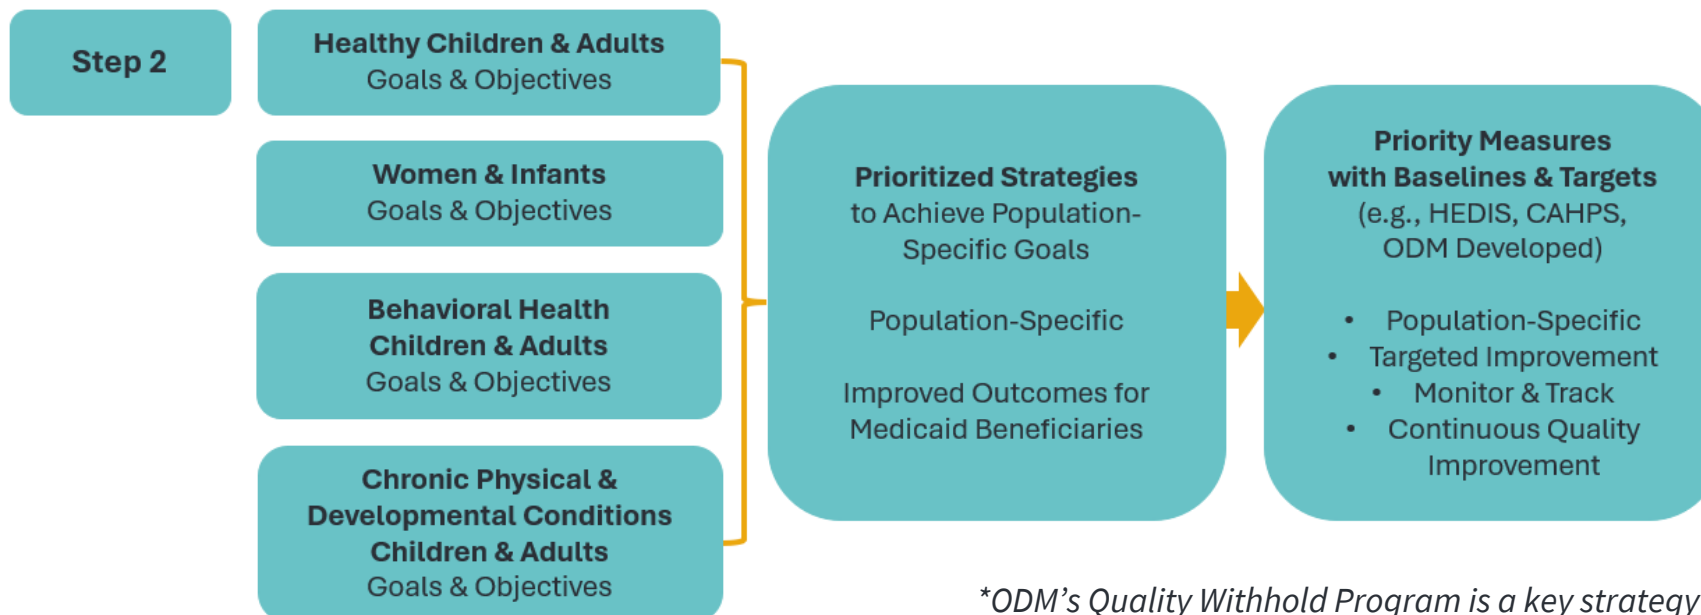 Step 2
Healthy Children & Adults
Goals & Objectives
Women & Infants
Goals & Objectives
Behavioral Health
Children & Adults
Goals & Objectives
Chronic Physical &
Developmental Conditions
Children & Adults
Goals & Objectives
Prioritized Strategies
to Achieve Population-
Specific Goals
Population-Specific
Improved Outcomes for
Medicaid Beneficiaries
Priority Measures
with Baselines & Targets
(e.g., HEDIS, CAHPS,
ODM Developed)
• Population-Specific
• Targeted Improvement
• Monitor & Track
• Continuous Quality
Improvement
*ODM's Quality Withhold Program is a key strategy